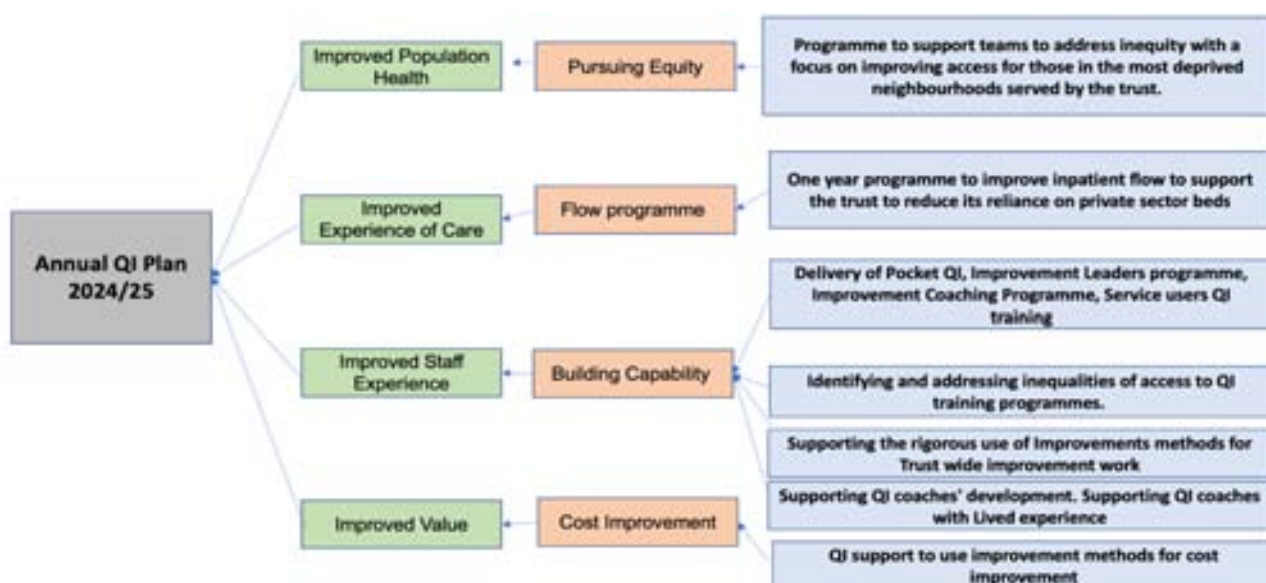 Annual QI Plan
2024/25
Improved Population
Health
Pursuing Equity
Programme to support teams to address inequity with a
focus on improving access for those in the most deprived
neighbourhoods served by the trust.
Improved
Experience of Care
Flow programme
One year programme to improve inpatient flow to support
the trust to reduce its reliance on private sector beds
Improved Staff
Experience
Building Capability
Delivery of Pocket QI, Improvement Leaders programme,
Improvement Coaching Programme, Service users QI
training
Identifying and addressing inequalities of access to QI
training programmes.
Supporting the rigorous use of Improvements methods for
Trust wide improvement work
Supporting QI coaches' development. Supporting QI coaches
with Lived experience
Improved Value
Cost Improvement
QI support to use improvement methods for cost
improvement